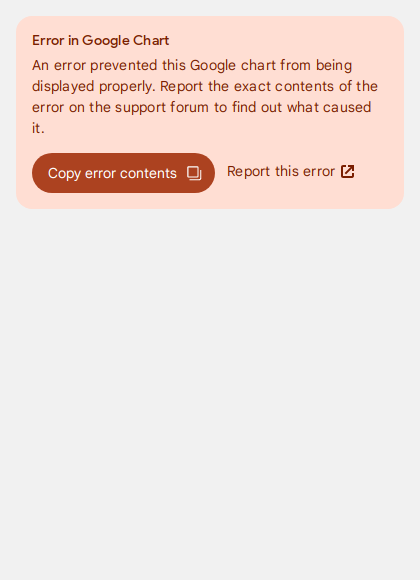 Error in Google Chart
An error prevented this Google chart from being
displayed properly. Report the exact contents of the
error on the support forum to find out what caused
it.
Copy error contents
Report this error